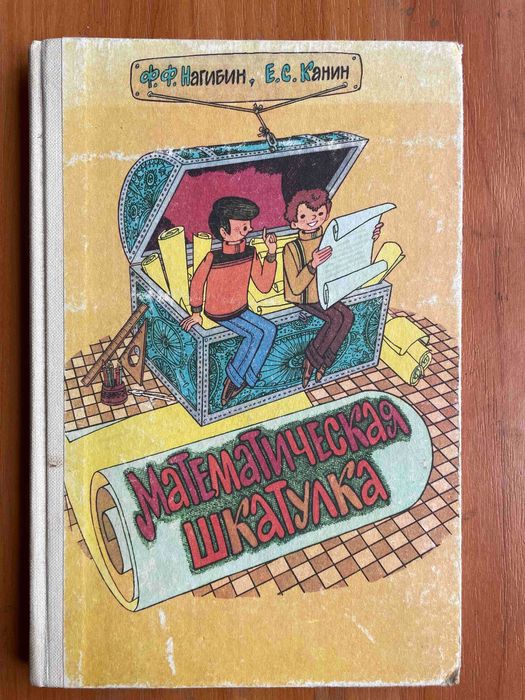 Ф.Ф. Нагибин, Е.С. Канин
Математическая
шкатулка